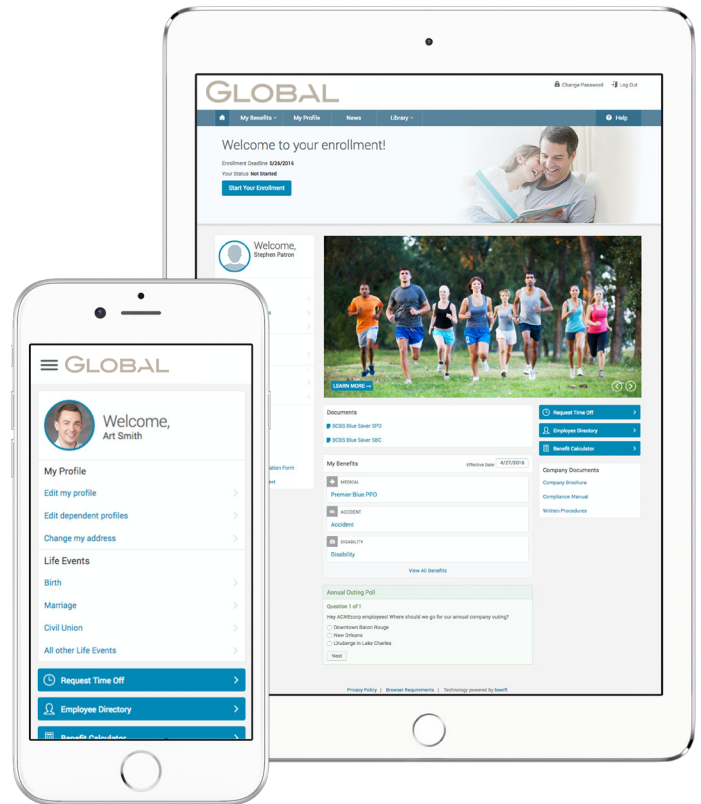 GLOBAL
Change Password
Log Out
My Benefits
My Profile
News
Library
Help
Welcome to your enrollment!
Enrollment Deadline 5/26/2016
Your Status Not Started
Start Your Enrollment
Welcome,
Stephen Patron
LEARN MORE →
Documents
BCBS Blue Saver SPD
BCBS Blue Saver SBC
Request Time Off
Employee Directory
Benefit Calculator
My Benefits
Effective Date 4/27/2016
MEDICAL
Premier Blue PPO
ACCIDENT
Accident
DISABILITY
Disability
View All Benefits
Company Documents
Company Brochure
Compliance Manual
Written Procedures
Annual Outing Poll
Question 1 of 1
Hey ACMEcorp employees! Where should we go for our annual company outing?
Downtown Baton Rouge
New Orleans
L'Auberge in Lake Charles
Next
Privacy Policy | Browser Requirements | Technology powered by bswift
GLOBAL
Welcome,
Art Smith
My Profile
Edit my profile
Edit dependent profiles
Change my address
Life Events
Birth
Marriage
Civil Union
All other Life Events
Request Time Off
Employee Directory
Benefit Calculator